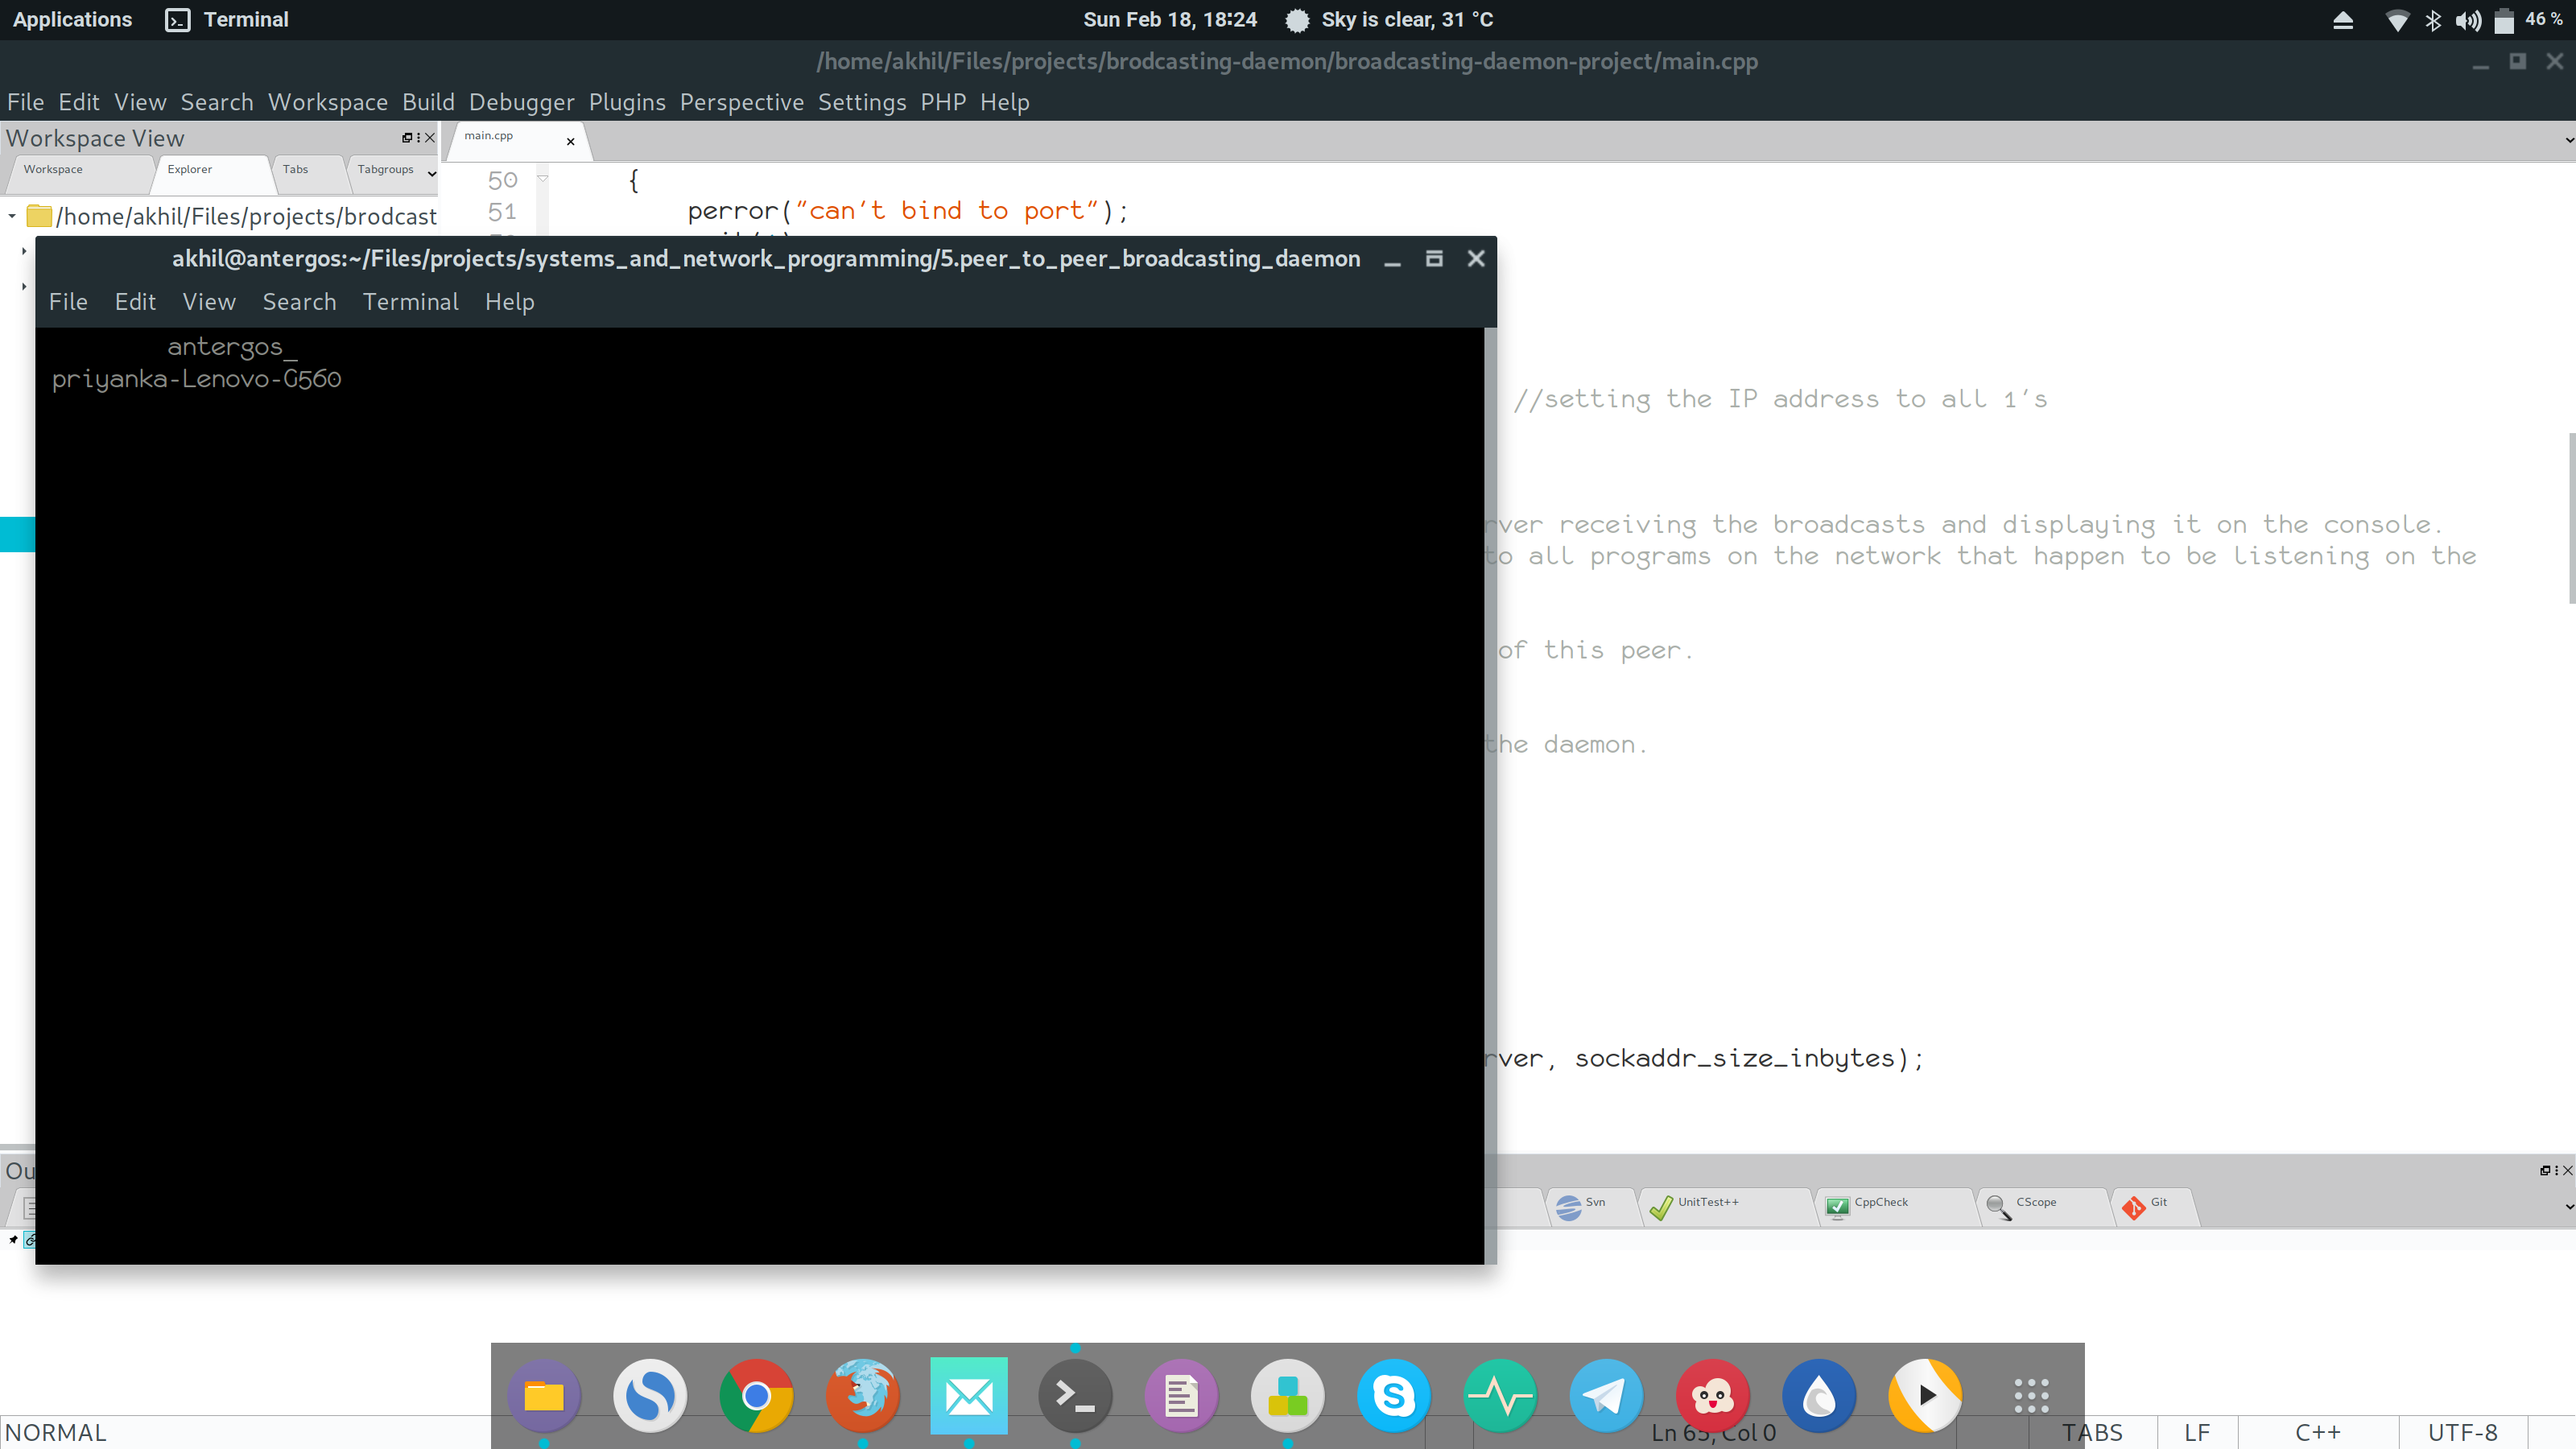 Applications Terminal Sun Feb 18, 18:24 Sky is clear, 31 °C 46 %
/home/akhil/Files/projects/brodcasting-daemon/broadcasting-daemon-project/main.cpp
File Edit View Search Workspace Build Debugger Plugins Perspective Settings PHP Help
Workspace View
main.cpp
Workspace Explorer Tabs Tabgroups
/home/akhil/Files/projects/brodcast
50 {
51 perror("can't bind to port");
akhil@antergos:~/Files/projects/systems_and_network_programming/5.peer_to_peer_broadcasting_daemon
File Edit View Search Terminal Help
antergos_
priyanka-Lenovo-G560
//setting the IP address to all 1's
rver receiving the broadcasts and displaying it on the console.
to all programs on the network that happen to be listening on the
of this peer.
the daemon.
rver, sockaddr_size_inbytes);
Ou
Svn UnitTest++ CppCheck CScope Git
NORMAL Ln 65, Col 0 TABS LF C++ UTF-8